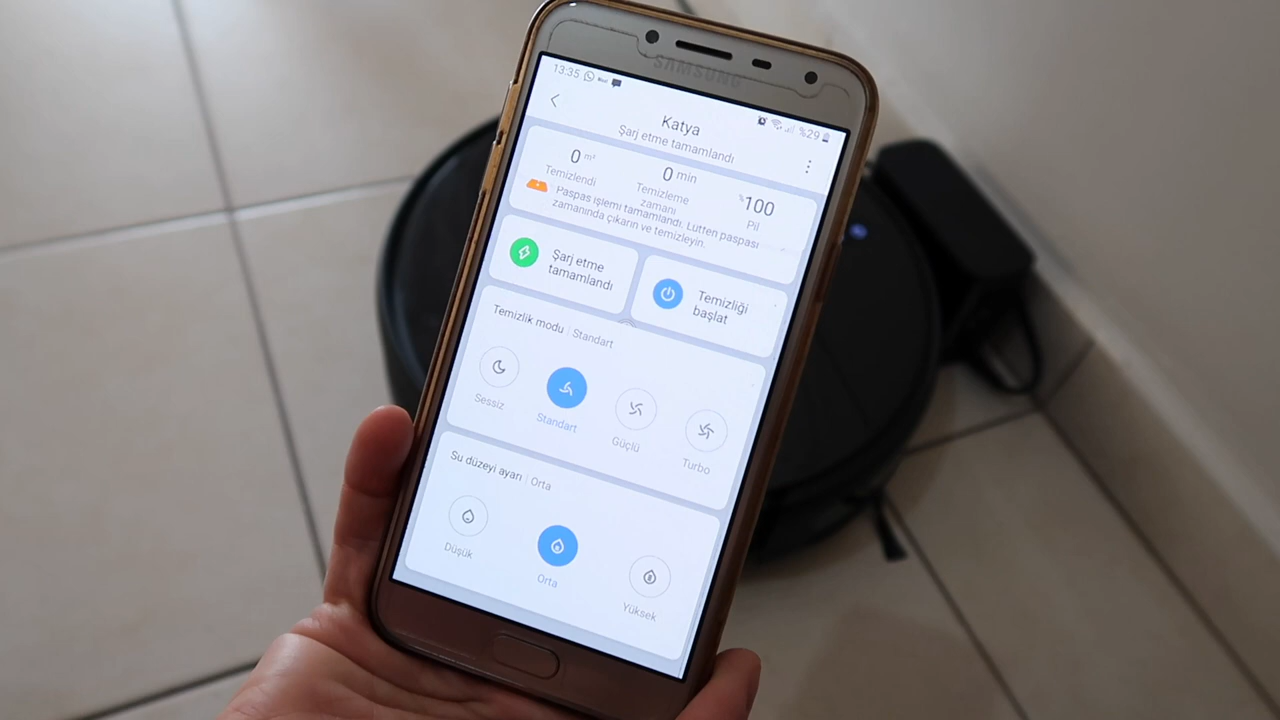 SAMSUNG
13:35
%29
Katya
Şarj etme tamamlandı
0 m²
Temizlendi
0 min
Temizleme
zamanı
%100
Pil
Paspas işlemi tamamlandı. Lutten paspası
zamanında çıkarın ve temizleyin.
Şarj etme
tamamlandı
Temizliği
başlat
Temizlik modu | Standart
Sessiz
Standart
Güçlü
Turbo
Su düzeyi ayarı | Orta
Düşük
Orta
Yüksek